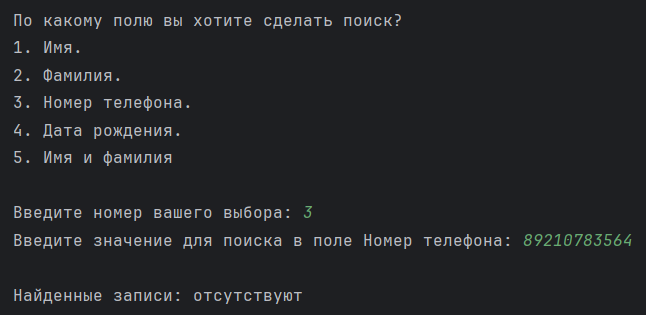 По какому полю вы хотите сделать поиск?
1. Имя.
2. Фамилия.
3. Номер телефона.
4. Дата рождения.
5. Имя и фамилия
Введите номер вашего выбора: 3
Введите значение для поиска в поле Номер телефона: 89210783564
Найденные записи: отсутствуют